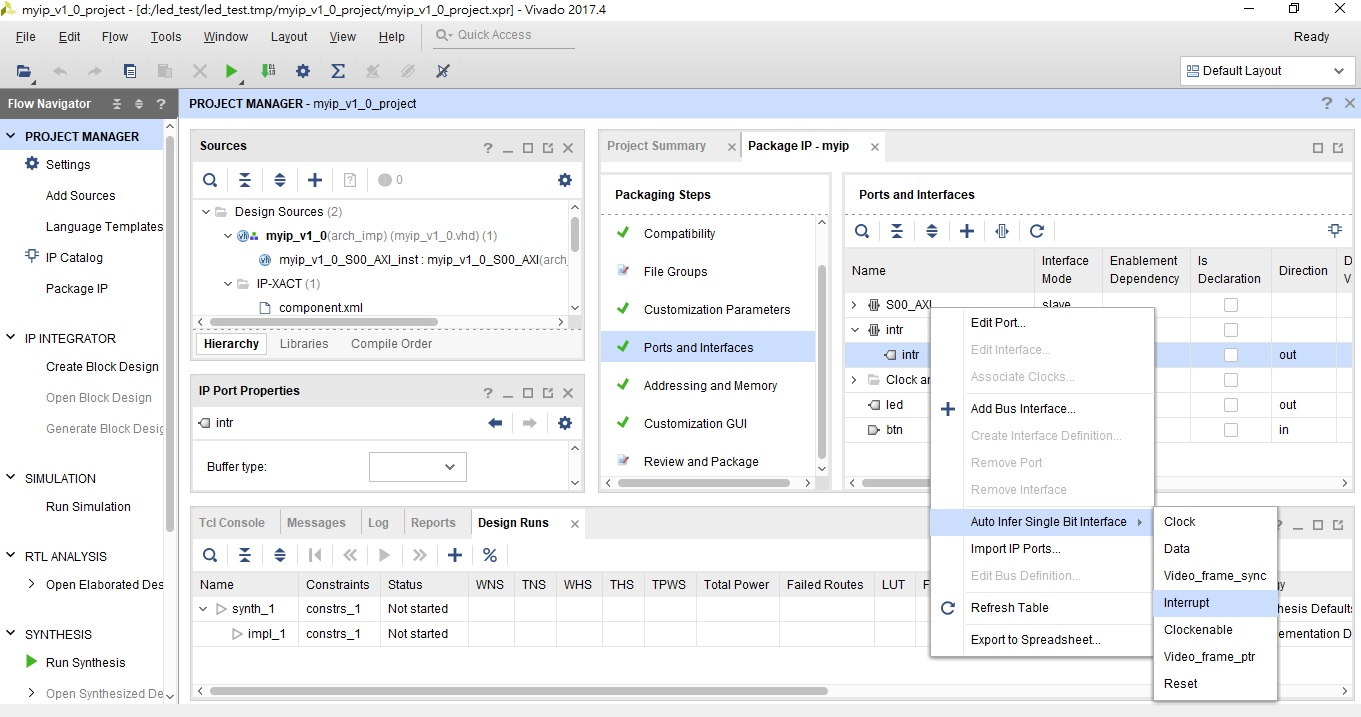 myip_v1_0_project - [d:/led_test/led_test.tmp/myip_v1_0_project/myip_v1_0_project.xpr] - Vivado 2017.4
File Edit Flow Tools Window Layout View Help Quick Access Ready
Default Layout
Flow Navigator ?
PROJECT MANAGER
Settings
Add Sources
Language Templates
IP Catalog
Package IP
IP INTEGRATOR
Create Block Design
Open Block Design
Generate Block Desig
SIMULATION
Run Simulation
RTL ANALYSIS
Open Elaborated Des
SYNTHESIS
Run Synthesis
Open Synthesized De
PROJECT MANAGER - myip_v1_0_project ?
Sources ?
0
Design Sources (2)
myip_v1_0(arch_imp) (myip_v1_0.vhd) (1)
myip_v1_0_S00_AXI_inst : myip_v1_0_S00_AXI(arch_
IP-XACT (1)
component.xml
Hierarchy Libraries Compile Order
IP Port Properties ?
intr
Buffer type:
Project Summary Package IP - myip
Packaging Steps
Compatibility
File Groups
Customization Parameters
Ports and Interfaces
Addressing and Memory
Customization GUI
Review and Package
Ports and Interfaces
Name Interface Mode Enablement Dependency Is Declaration Direction D V
S00_AXI slave
intr
intr out
Clock ar
led out
btn in
Edit Port...
Edit Interface...
Associate Clocks...
Add Bus Interface...
Create Interface Definition...
Remove Port
Remove Interface
Auto Infer Single Bit Interface
Import IP Ports...
Edit Bus Definition...
Refresh Table
Export to Spreadsheet...
Clock
Data
Video_frame_sync
Interrupt
Clockenable
Video_frame_ptr
Reset
Tcl Console Messages Log Reports Design Runs ?
Name Constraints Status WNS TNS WHS THS TPWS Total Power Failed Routes LUT F gy
synth_1 constrs_1 Not started hesis Defaults
impl_1 constrs_1 Not started ementation D